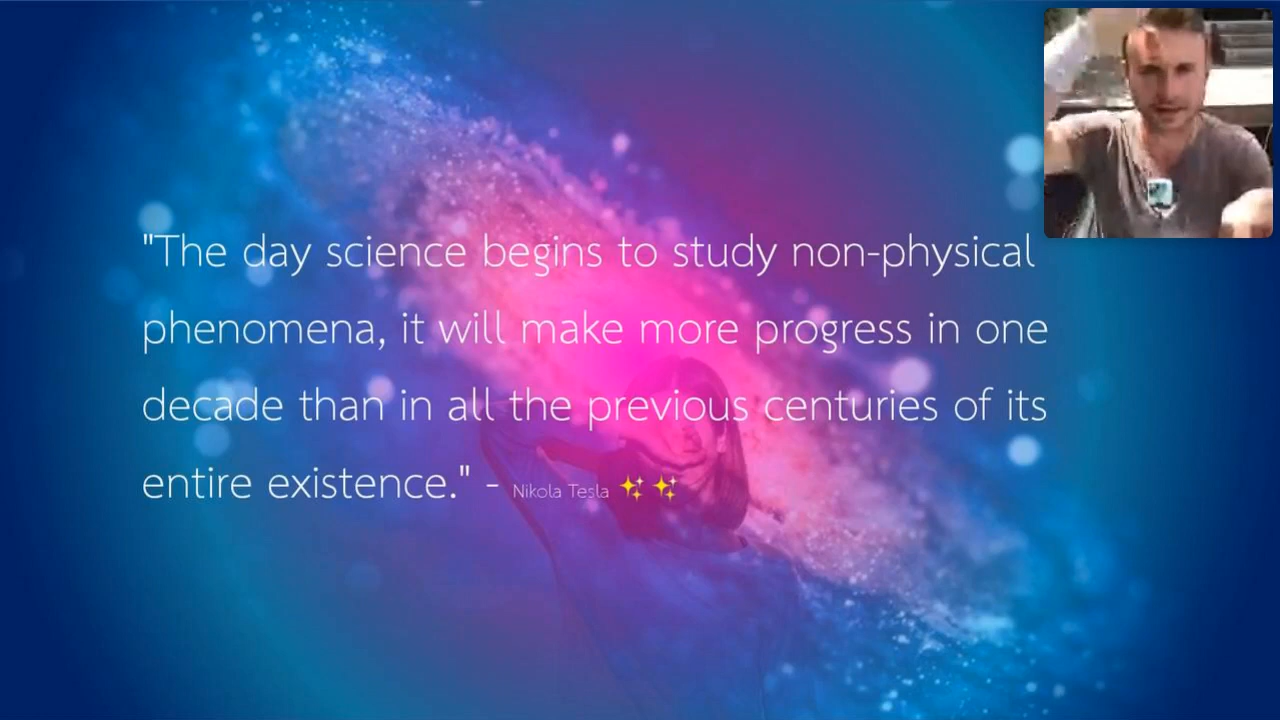 "The day science begins to study non-physical
phenomena, it will make more progress in one
decade than in all the previous centuries of its
entire existence." - Nikola Tesla ✨✨